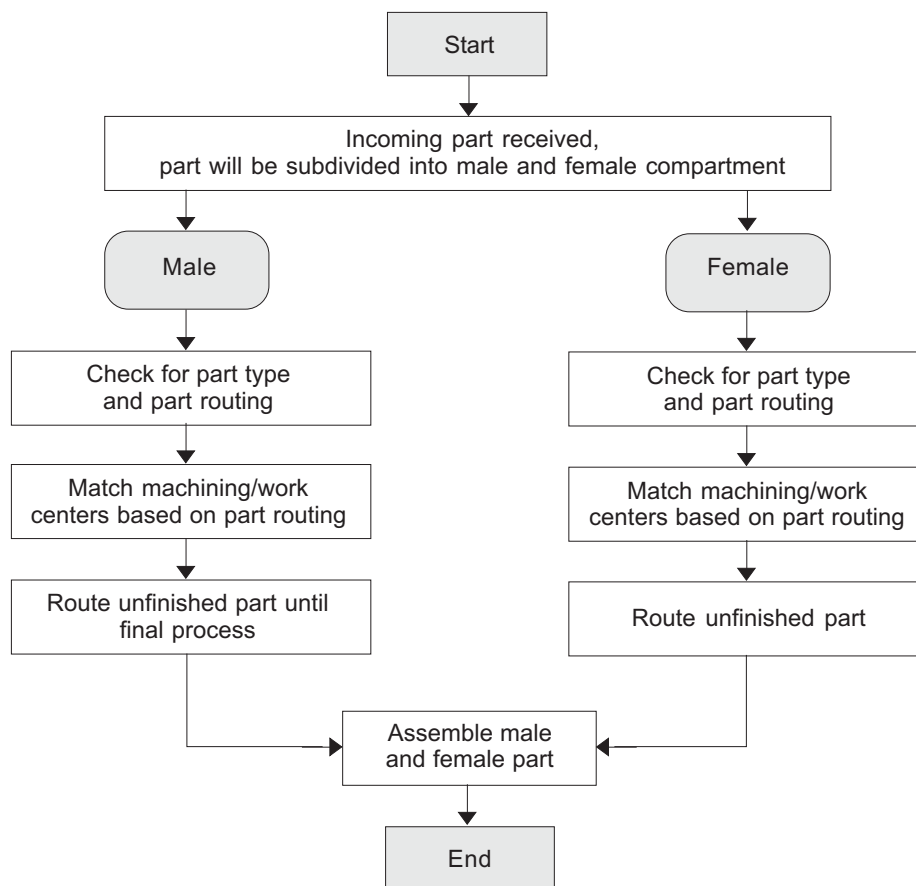 Start
Incoming part received,
part will be subdivided into male and female compartment
Male
Female
Check for part type
and part routing
Check for part type
and part routing
Match machining/work
centers based on part routing
Match machining/work
centers based on part routing
Route unfinished part until
final process
Route unfinished part
Assemble male
and female part
End